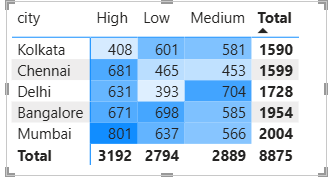 city High Low Medium Total
Kolkata 408 601 581 1590
Chennai 681 465 453 1599
Delhi 631 393 704 1728
Bangalore 671 698 585 1954
Mumbai 801 637 566 2004
Total 3192 2794 2889 8875